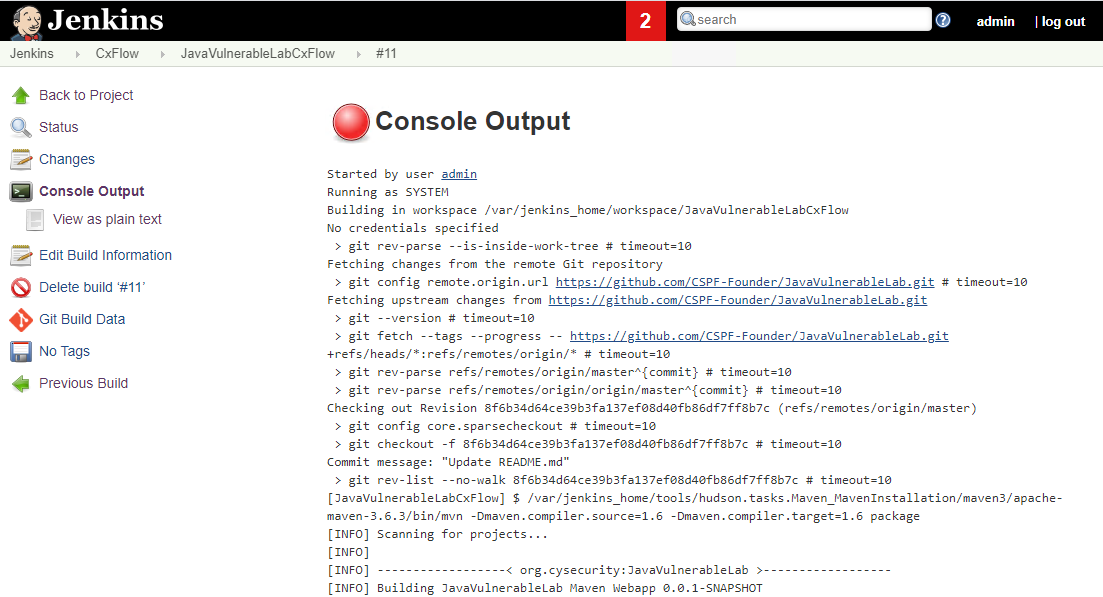 Jenkins
2
search
admin
| log out
Jenkins
CxFlow
JavaVulnerableLabCxFlow
#11
Back to Project
Status
Changes
Console Output
View as plain text
Edit Build Information
Delete build ‘#11’
Git Build Data
No Tags
Previous Build
Console Output
Started by user admin
Running as SYSTEM
Building in workspace /var/jenkins_home/workspace/JavaVulnerableLabCxFlow
No credentials specified
> git rev-parse --is-inside-work-tree # timeout=10
Fetching changes from the remote Git repository
> git config remote.origin.url https://github.com/CSPF-Founder/JavaVulnerableLab.git # timeout=10
Fetching upstream changes from https://github.com/CSPF-Founder/JavaVulnerableLab.git
> git --version # timeout=10
> git fetch --tags --progress -- https://github.com/CSPF-Founder/JavaVulnerableLab.git
+refs/heads/*:refs/remotes/origin/* # timeout=10
> git rev-parse refs/remotes/origin/master^{commit} # timeout=10
> git rev-parse refs/remotes/origin/origin/master^{commit} # timeout=10
Checking out Revision 8f6b34d64ce39b3fa137ef08d40fb86df7ff8b7c (refs/remotes/origin/master)
> git config core.sparsecheckout # timeout=10
> git checkout -f 8f6b34d64ce39b3fa137ef08d40fb86df7ff8b7c # timeout=10
Commit message: "Update README.md"
> git rev-list --no-walk 8f6b34d64ce39b3fa137ef08d40fb86df7ff8b7c # timeout=10
[JavaVulnerableLabCxFlow] $ /var/jenkins_home/tools/hudson.tasks.Maven_MavenInstallation/maven3/apache-
maven-3.6.3/bin/mvn -Dmaven.compiler.source=1.6 -Dmaven.compiler.target=1.6 package
[INFO] Scanning for projects...
[INFO]
[INFO] ------------------< org.cysecurity:JavaVulnerableLab >------------------
[INFO] Building JavaVulnerableLab Maven Webapp 0.0.1-SNAPSHOT